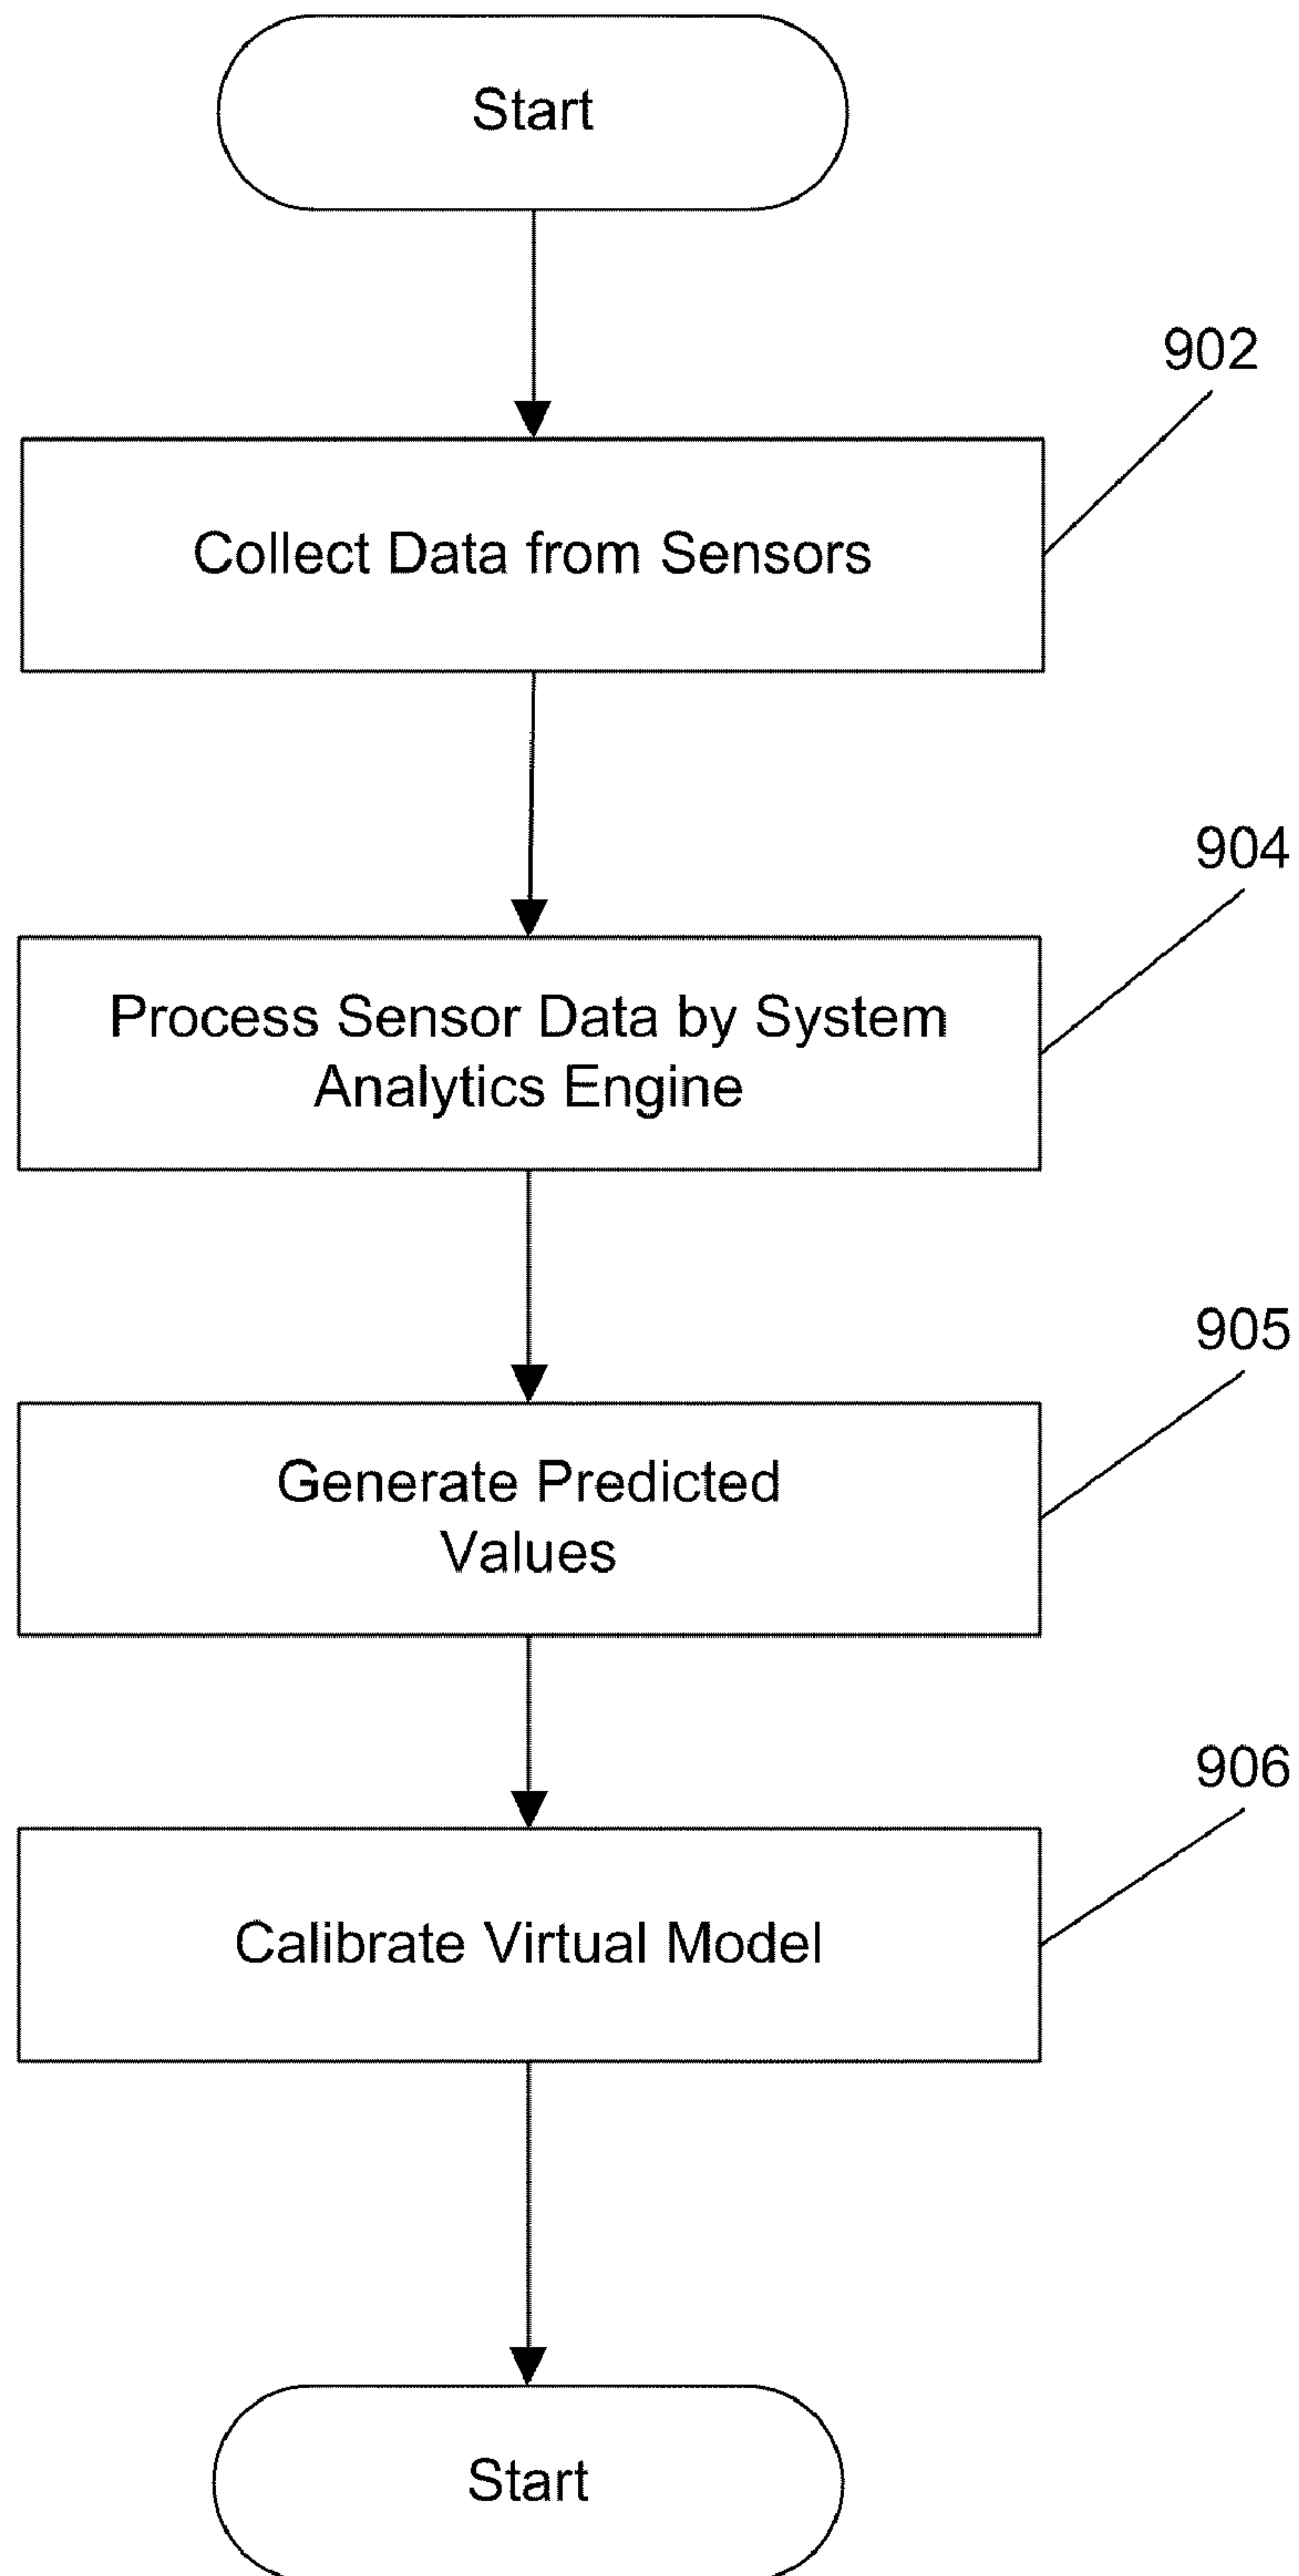 Start
902
Collect Data from Sensors
904
Process Sensor Data by System
Analytics Engine
905
Generate Predicted
Values
906
Calibrate Virtual Model
Start